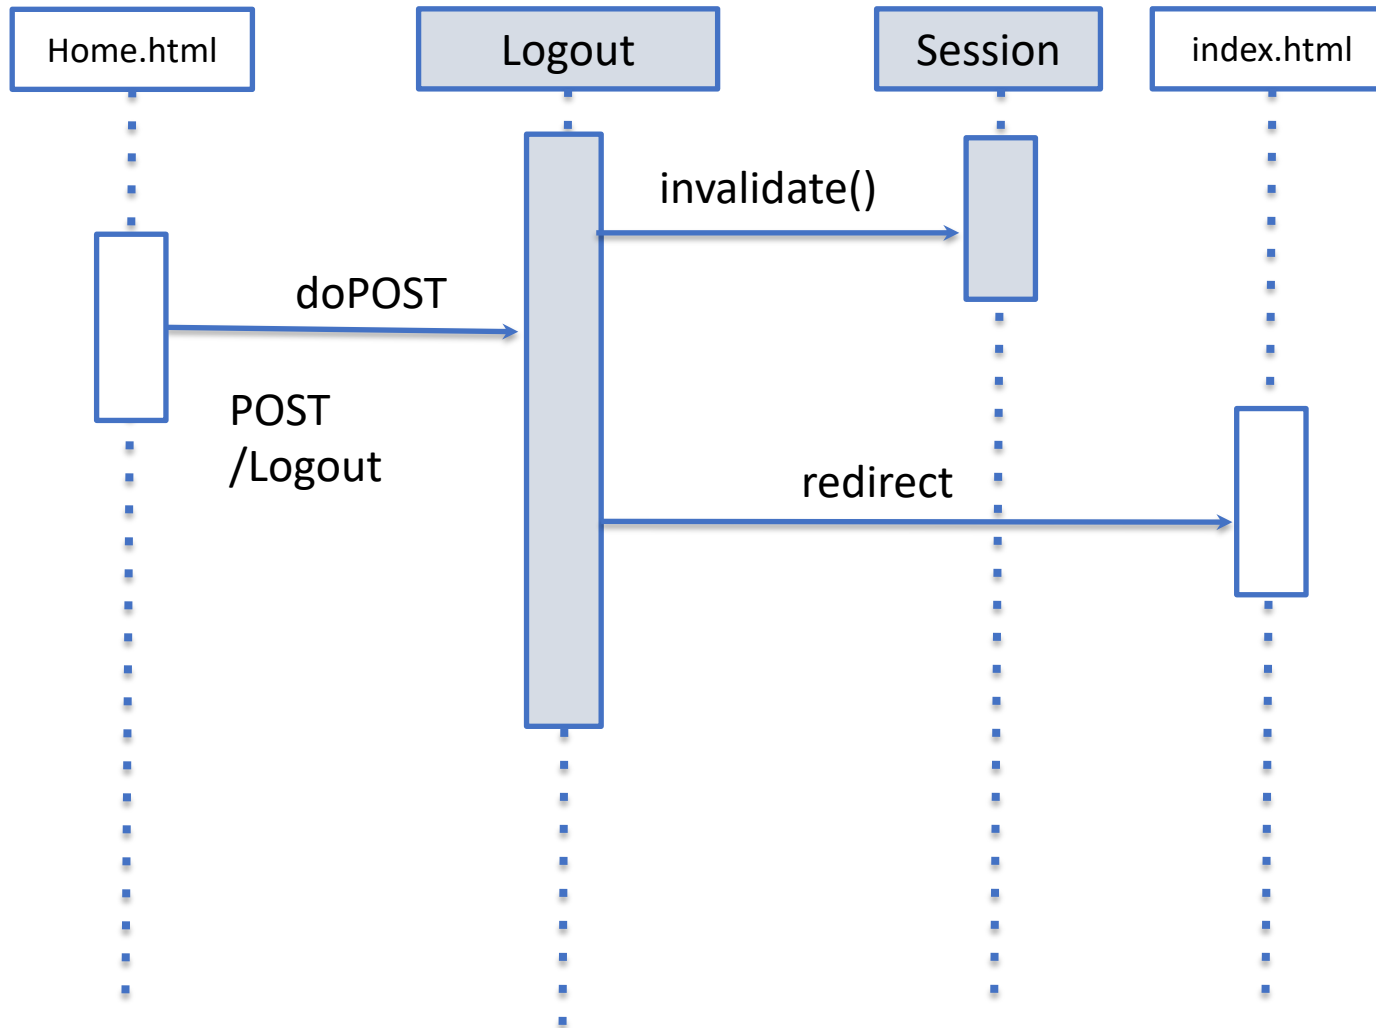 Home.html
Logout
Session
index.html
invalidate()
doPOST
POST
/Logout
redirect